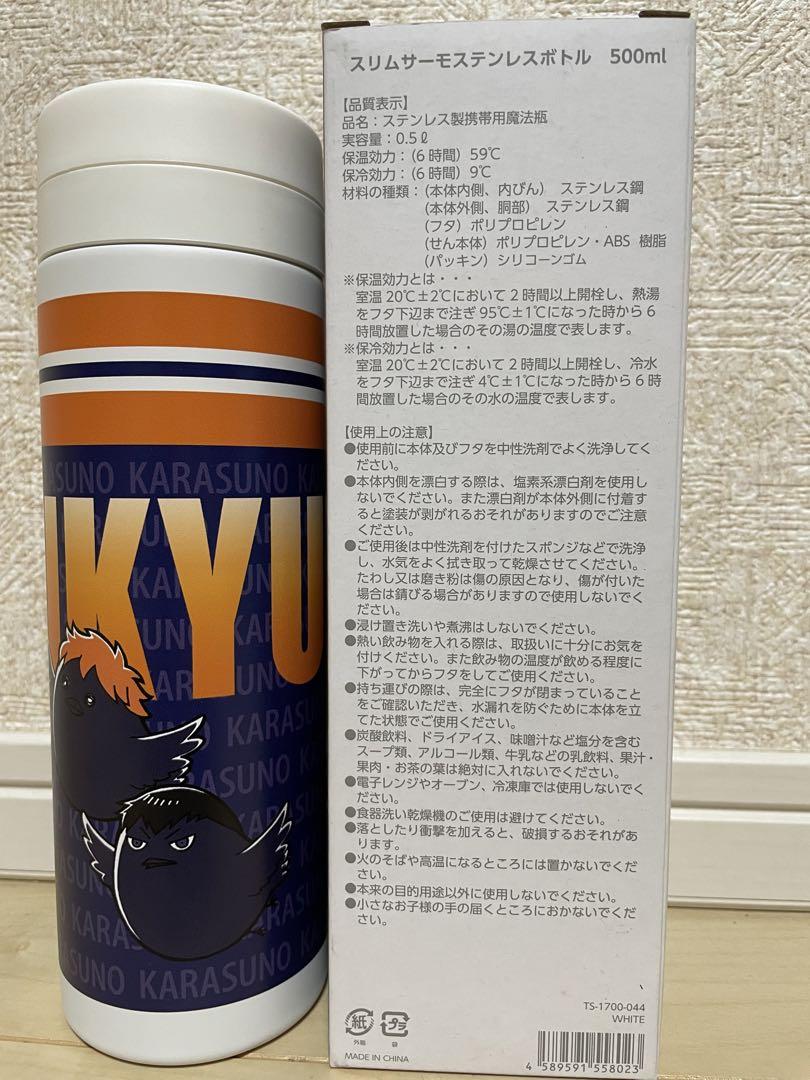 KARASUNO KARASUNO KA
IKYU
KARASUNO
KARASUNO
KARASUNO
KARASUNO
スリムサーモステンレスボトル 500ml
【品質表示】
品名：ステンレス製携帯用魔法瓶
実容量：0.5ℓ
保温効力：（6時間）59℃
保冷効力：（6時間）9℃
材料の種類：（本体内側、内びん） ステンレス鋼
（本体外側、胴部） ステンレス鋼
（フタ）ポリプロピレン
（せん本体）ポリプロピレン・ABS 樹脂
（パッキン）シリコーンゴム
※保温効力とは・・・
室温20℃±2℃において2時間以上開栓し、熱湯
をフタ下辺まで注ぎ95℃±1℃になった時から6
時間放置した場合のその湯の温度で表します。
※保冷効力とは・・・
室温20℃±2℃において2時間以上開栓し、冷水
をフタ下辺まで注ぎ4℃±1℃になった時から6時
間放置した場合のその水の温度で表します。
【使用上の注意】
●使用前に本体及びフタを中性洗剤でよく洗浄してく
ださい。
●本体内側を漂白する際は、塩素系漂白剤を使用し
ないでください。また漂白剤が本体外側に付着す
ると塗装が剥がれるおそれがありますのでご注意
ください。
●ご使用後は中性洗剤を付けたスポンジなどで洗浄
し、水気をよく拭き取って乾燥させてください。
たわし又は磨き粉は傷の原因となり、傷が付いた
場合は錆びる場合がありますので使用しないでく
ださい。
●浸け置き洗いや煮沸はしないでください。
●熱い飲み物を入れる際は、取扱いに十分にお気を
付けください。また飲み物の温度が飲める程度に
下がってからフタをしてご使用ください。
●持ち運びの際は、完全にフタが閉まっていること
をご確認いただき、水漏れを防ぐために本体を立
てた状態でご使用ください。
●炭酸飲料、ドライアイス、味噌汁など塩分を含む
スープ類、アルコール類、牛乳などの乳飲料、果汁・
果肉・お茶の葉は絶対に入れないでください。
●電子レンジやオーブン、冷凍庫では使用しないでく
ださい。
●食器洗い乾燥機のご使用は避けてください。
●落としたり衝撃を加えると、破損するおそれがあ
ります。
●火のそばや高温になるところには置かないでくだ
さい。
●本来の目的用途以外に使用しないでください。
●小さなお子様の手の届くところにおかないでくだ
さい。
TS-1700-044
WHITE
紙 プラ
外箱
MADE IN CHINA
4 589591 558023